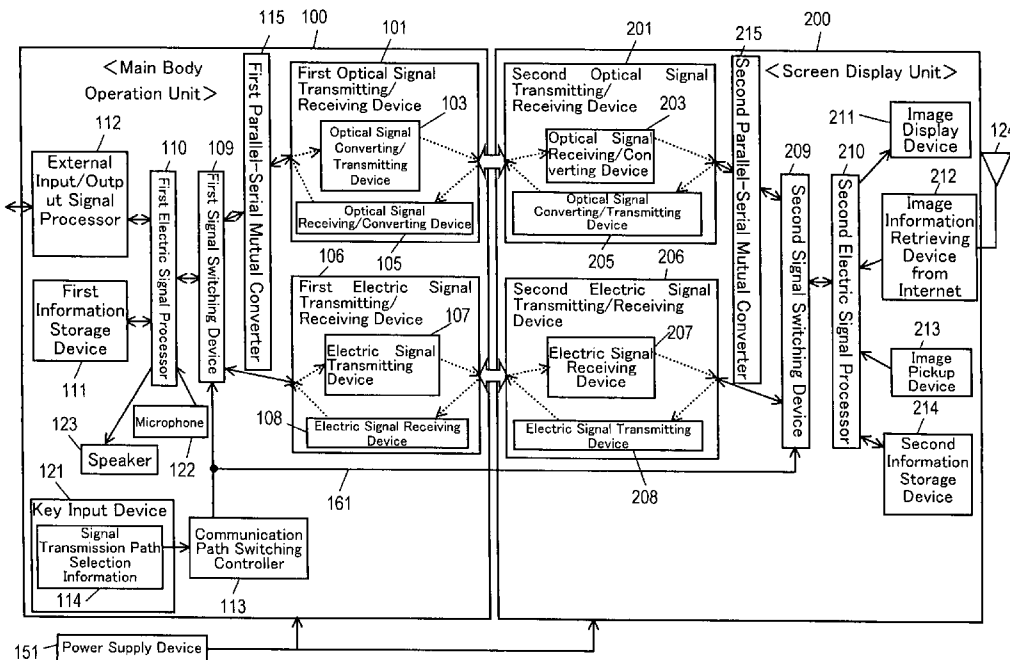 100
101
115
<Main Body
Operation Unit>
112
110
109
External
Input/Outp
ut Signal
Processor
First Electric Signal Processor
First Signal Switching Device
First Parallel-Serial Mutual Converter
First Optical Signal
Transmitting/
Receiving Device
103
Optical Signal
Converting/
Transmitting
Device
Optical Signal
Receiving/Converting Device
105
106
First Electric Signal
Transmitting/
Receiving Device
107
Electric Signal
Transmitting
Device
108
Electric Signal Receiving
Device
First
Information
Storage
Device
111
Microphone
123
122
Speaker
121
Key Input Device
Signal
Transmission Path
Selection
Information
114
Communication
Path Switching
Controller
113
161
151
Power Supply Device
200
201
215
<Screen Display Unit>
Second Optical Signal
Transmitting/
Receiving Device
203
Optical Signal
Receiving/Con
verting Device
Optical Signal
Converting/Transmitting
Device
205
206
Second Electric Signal
Transmitting/Receiving
Device
207
Electric Signal
Receiving Device
Electric Signal Transmitting
Device
208
Second Parallel-Serial Mutual Converter
209
Second Signal Switching Device
210
Second Electric Signal Processor
211
Image
Display
Device
124
212
Image
Information
Retrieving
Device from
Internet
213
Image
Pickup
Device
214
Second
Information
Storage
Device